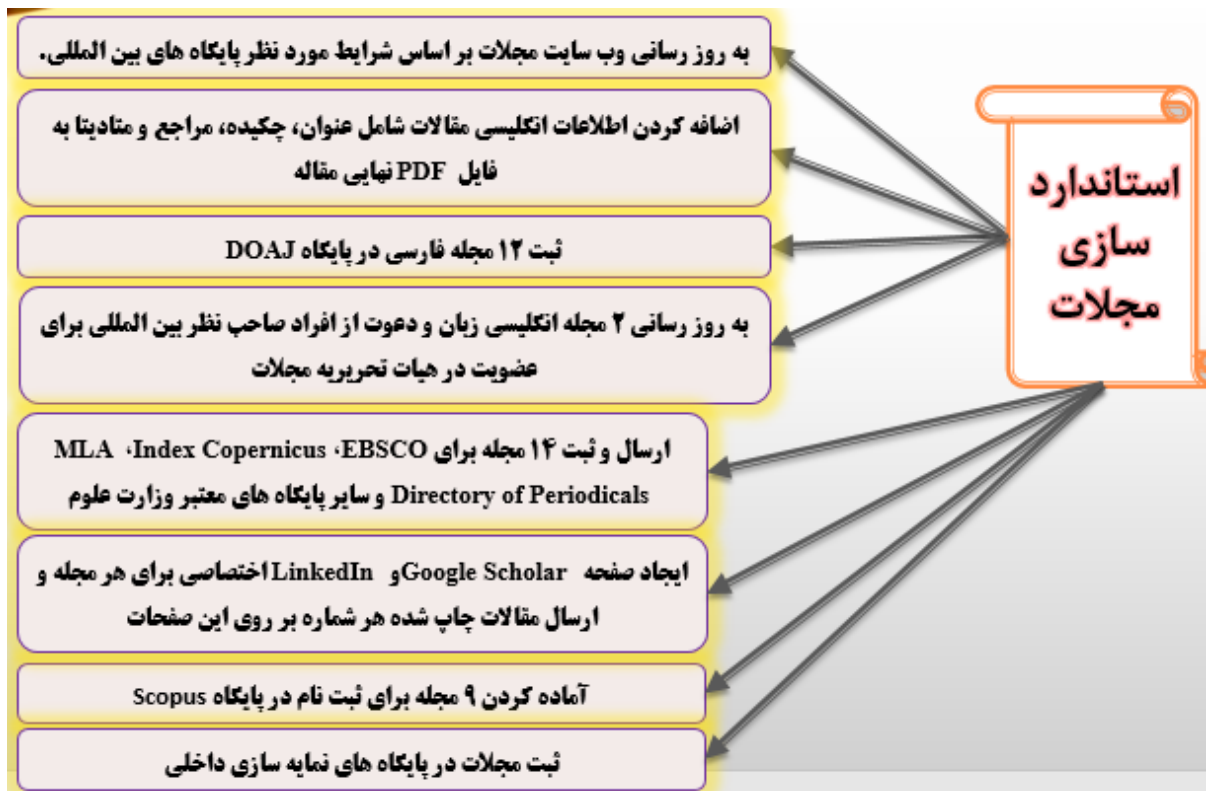 استاندارد
سازی
مجلات
به روز رسانی وب سایت مجلات بر اساس شرایط مورد نظر پایگاه های بین المللی.
اضافه کردن اطلاعات انگلیسی مقالات شامل عنوان، چکیده، مراجع و متادیتا به
فایل PDF نهایی مقاله
ثبت ۱۲ مجله فارسی در پایگاه DOAJ
به روز رسانی ۲ مجله انگلیسی زبان و دعوت از افراد صاحب نظر بین المللی برای
عضویت در هیات تحریریه مجلات
ارسال و ثبت ۱۴ مجله برای EBSCO، Index Copernicus، MLA
Directory of Periodicals و سایر پایگاه های معتبر وزارت علوم
ایجاد صفحه Google Scholar و LinkedIn اختصاصی برای هر مجله و
ارسال مقالات چاپ شده هر شماره بر روی این صفحات
آماده کردن ۹ مجله برای ثبت نام در پایگاه Scopus
ثبت مجلات در پایگاه های نمایه سازی داخلی